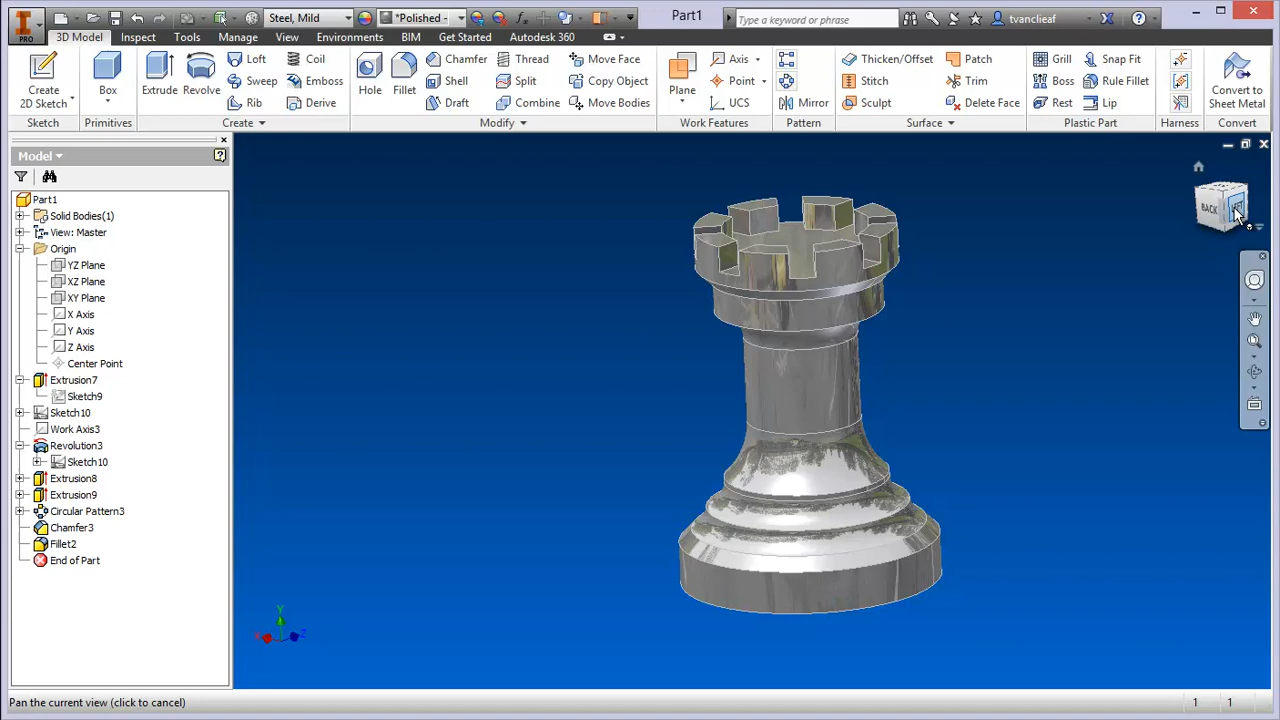 Steel, Mild
*Polished -
Part1
Type a keyword or phrase
tvanclieaf
PRO
3D Model
Inspect
Tools
Manage
View
Environments
BIM
Get Started
Autodesk 360
Create
2D Sketch
Box
Extrude
Revolve
Loft
Sweep
Rib
Coil
Emboss
Derive
Hole
Fillet
Chamfer
Shell
Draft
Thread
Split
Combine
Move Face
Copy Object
Move Bodies
Plane
Axis
Point
UCS
Mirror
Thicken/Offset
Stitch
Sculpt
Patch
Trim
Delete Face
Grill
Boss
Rest
Snap Fit
Rule Fillet
Lip
Convert to
Sheet Metal
Sketch
Primitives
Create
Modify
Work Features
Pattern
Surface
Plastic Part
Harness
Convert
Model
Part1
Solid Bodies(1)
View: Master
Origin
YZ Plane
XZ Plane
XY Plane
X Axis
Y Axis
Z Axis
Center Point
Extrusion7
Sketch9
Sketch10
Work Axis3
Revolution3
Sketch10
Extrusion8
Extrusion9
Circular Pattern3
Chamfer3
Fillet2
End of Part
BACK
Y
X
Z
Pan the current view (click to cancel)
1
1